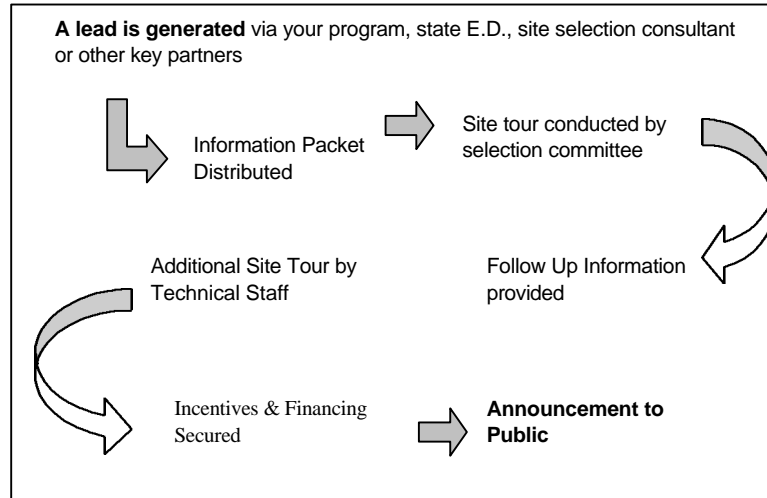 A lead is generated via your program, state E.D., site selection consultant
or other key partners
Information Packet
Distributed
Site tour conducted by
selection committee
Follow Up Information
provided
Additional Site Tour by
Technical Staff
Incentives & Financing
Secured
Announcement to
Public